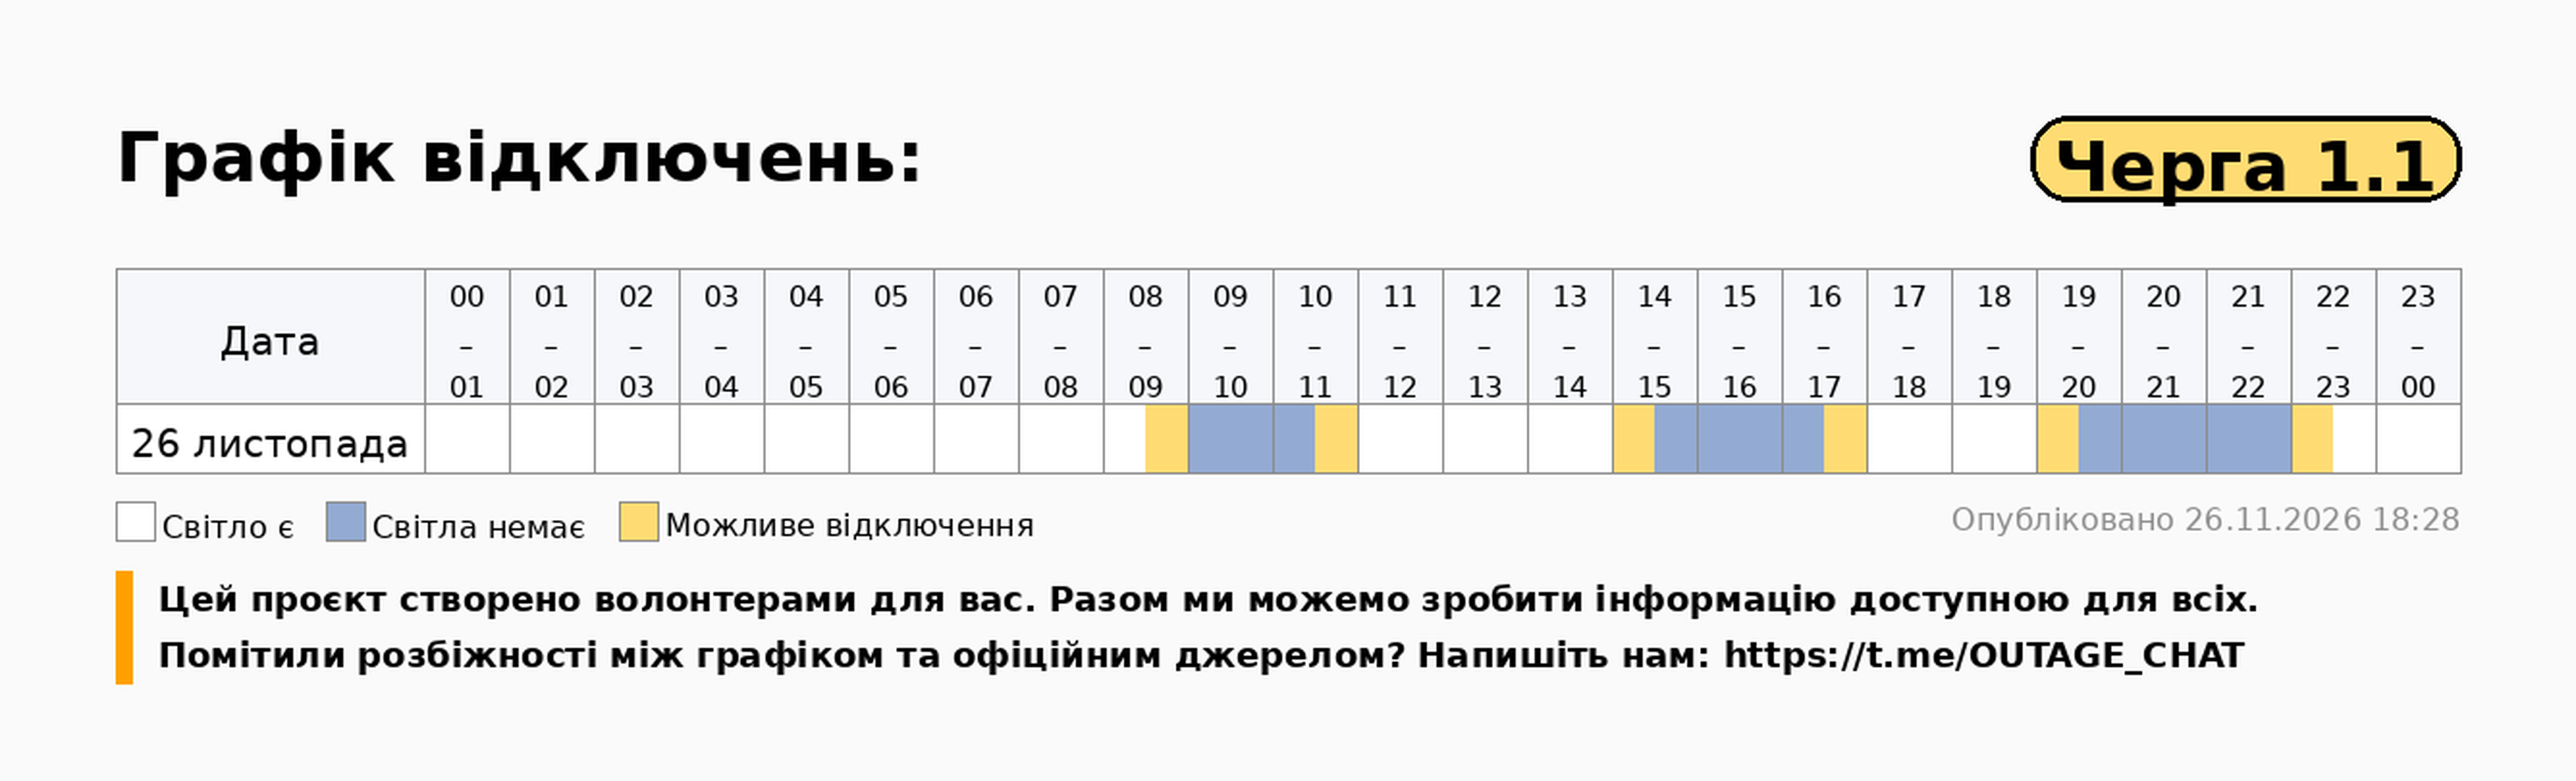 Графік відключень:
Черга 1.1
Дата
00 – 01
01 – 02
02 – 03
03 – 04
04 – 05
05 – 06
06 – 07
07 – 08
08 – 09
09 – 10
10 – 11
11 – 12
12 – 13
13 – 14
14 – 15
15 – 16
16 – 17
17 – 18
18 – 19
19 – 20
20 – 21
21 – 22
22 – 23
23 – 00
26 листопада
Світло є
Світла немає
Можливе відключення
Опубліковано 26.11.2026 18:28
Цей проєкт створено волонтерами для вас. Разом ми можемо зробити інформацію доступною для всіх.
Помітили розбіжності між графіком та офіційним джерелом? Напишіть нам: https://t.me/OUTAGE_CHAT